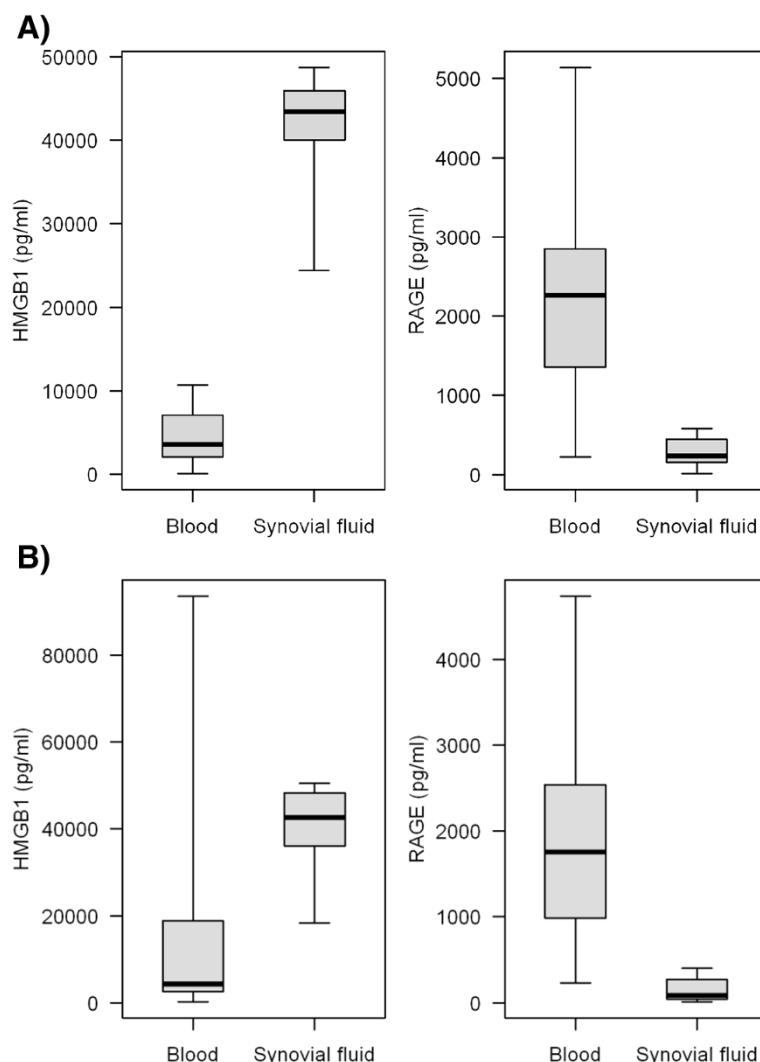 A)
HMGB1 (pg/ml)
50000
40000
30000
20000
10000
0
Blood Synovial fluid
RAGE (pg/ml)
5000
4000
3000
2000
1000
0
Blood Synovial fluid
B)
HMGB1 (pg/ml)
80000
60000
40000
20000
0
Blood Synovial fluid
RAGE (pg/ml)
4000
3000
2000
1000
0
Blood Synovial fluid